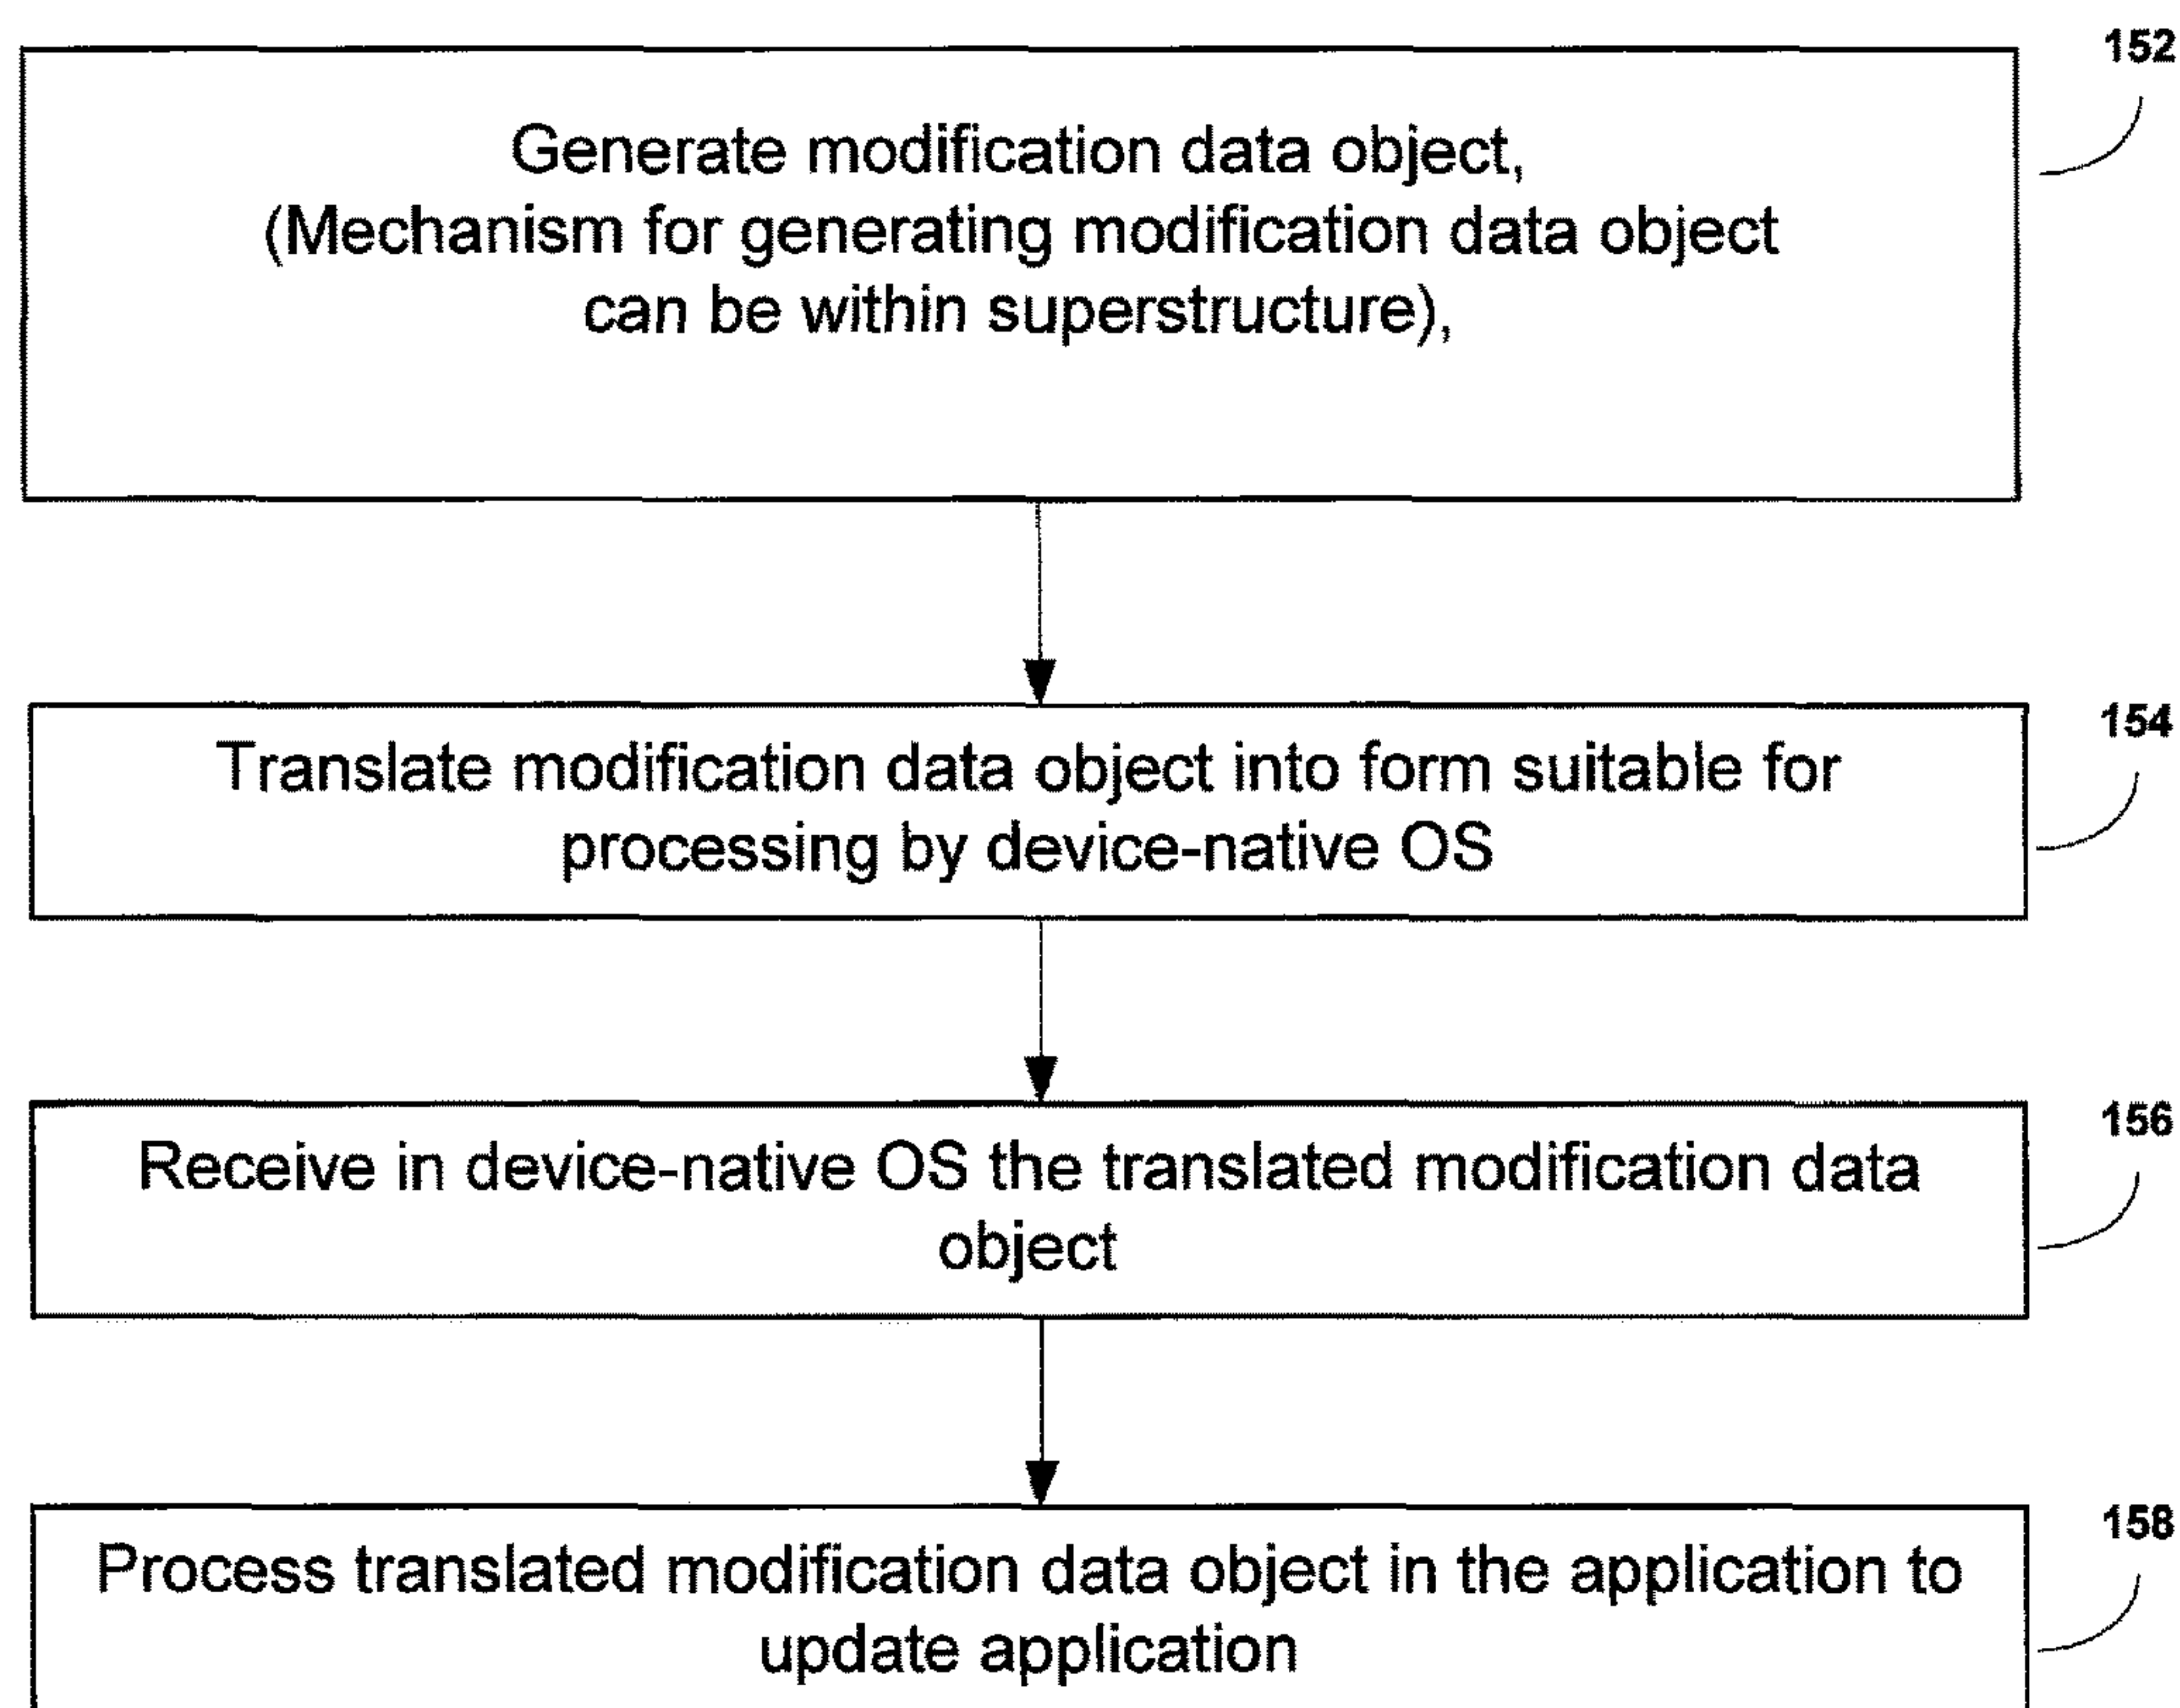 152
Generate modification data object,
(Mechanism for generating modification data object
can be within superstructure),
154
Translate modification data object into form suitable for
processing by device-native OS
156
Receive in device-native OS the translated modification data
object
158
Process translated modification data object in the application to
update application